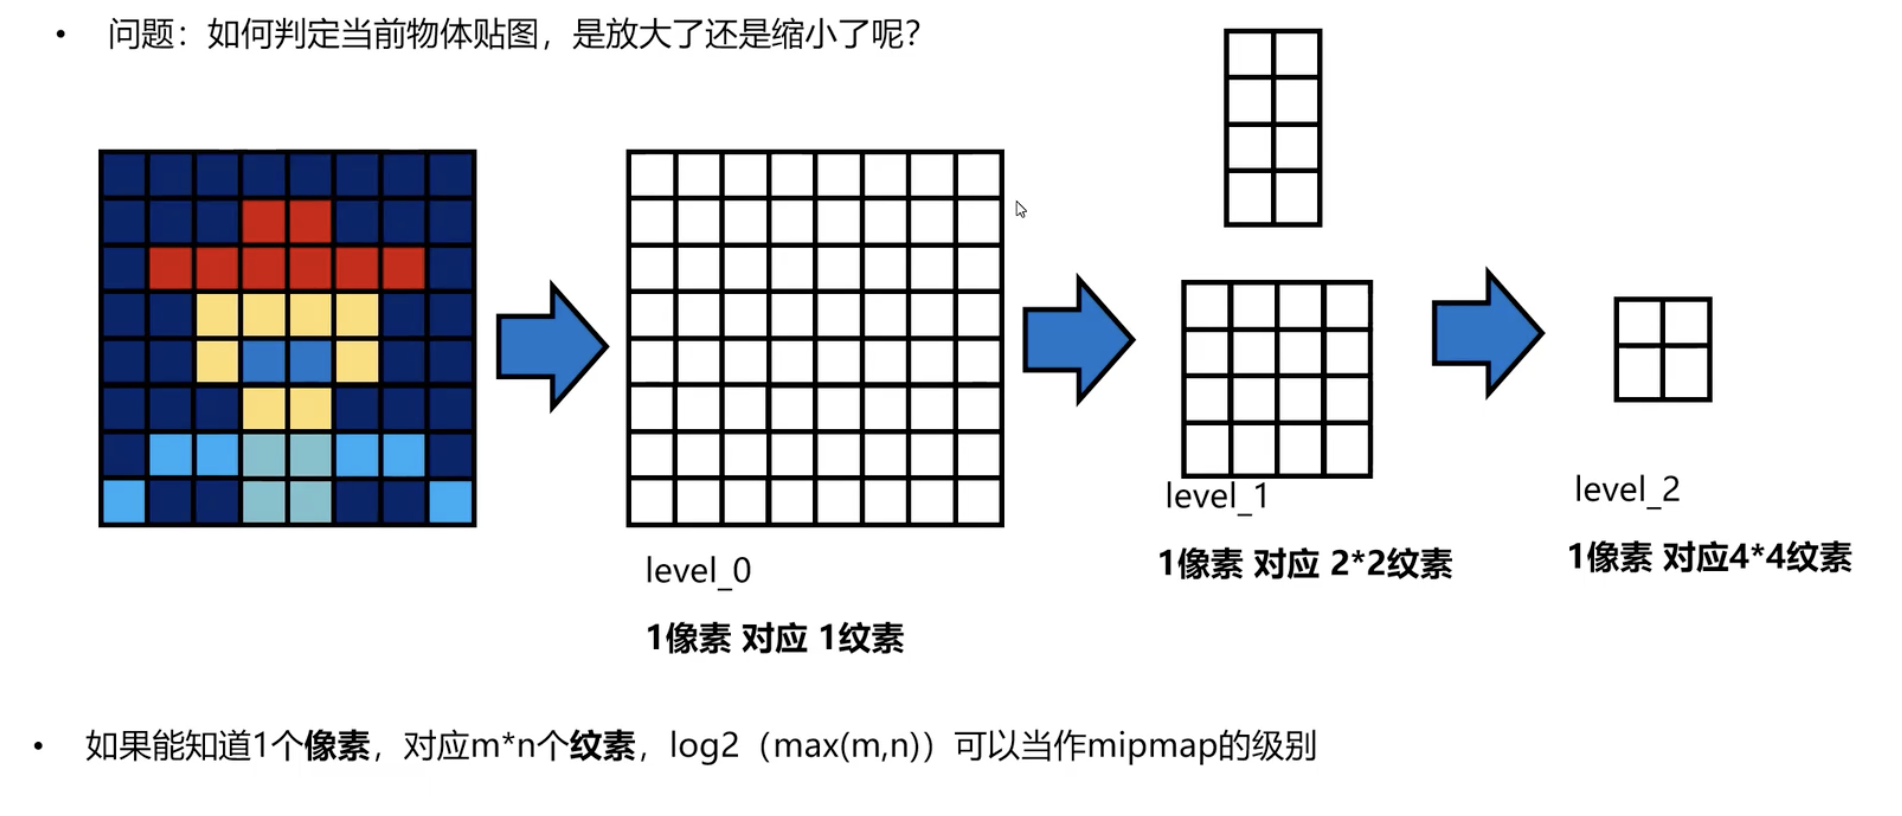 • 问题：如何判定当前物体贴图，是放大了还是缩小了呢？
level_0
1像素 对应 1纹素
level_1
1像素 对应 2*2纹素
level_2
1像素 对应4*4纹素
• 如果能知道1个像素，对应m*n个纹素，log2（max(m,n)）可以当作mipmap的级别